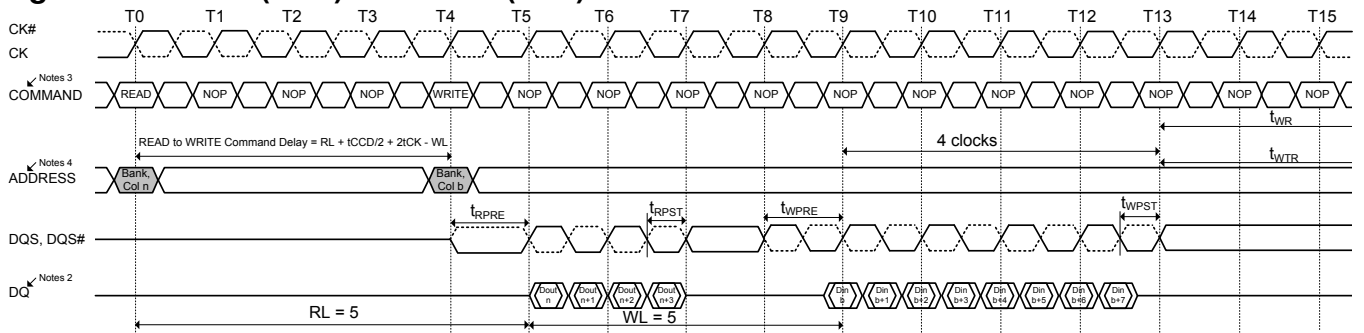 T0 T1 T2 T3 T4 T5 T6 T7 T8 T9 T10 T11 T12 T13 T14 T15
CK#
CK
Notes 3
COMMAND READ NOP NOP NOP WRITE NOP NOP NOP NOP NOP NOP NOP NOP NOP NOP NOP
tWR
READ to WRITE Command Delay = RL + tCCD/2 + 2tCK - WL
4 clocks
tWTR
Notes 4
ADDRESS
Bank, Col n
Bank, Col b
tRPRE tRPST tWPRE tWPST
DQS, DQS#
Notes 2
DQ
Dout n Dout n+1 Dout n+2 Dout n+3 Din b Din b+1 Din b+2 Din b+3 Din b+4 Din b+5 Din b+6 Din b+7
RL = 5 WL = 5